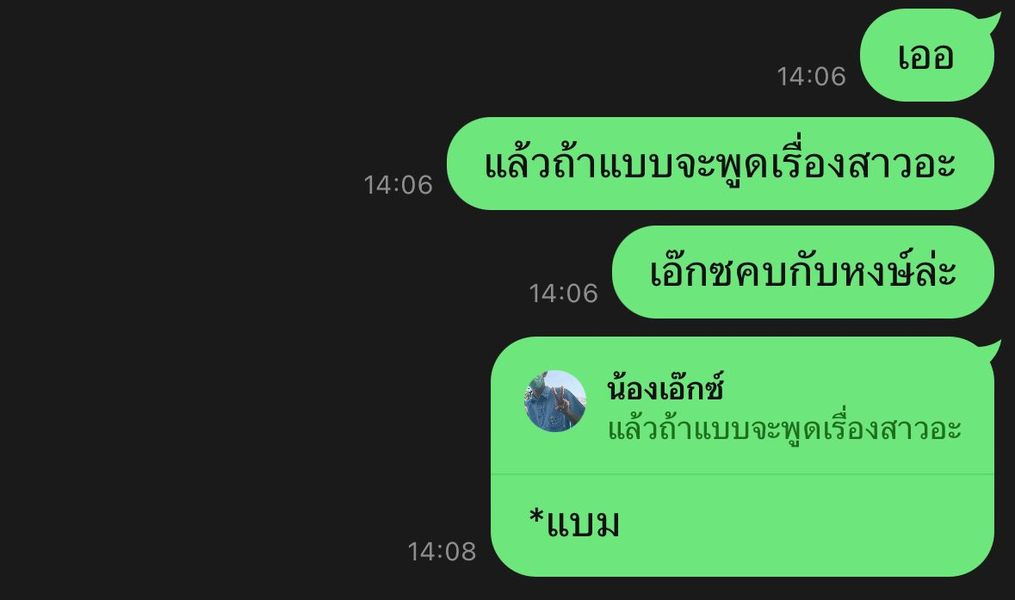 เออ
14:06
แล้วถ้าแบบจะพูดเรื่องสาวอะ
14:06
เอ๊กซคบกับหงษ์ล่ะ
14:06
น้องเอ๊กซ์
แล้วถ้าแบบจะพูดเรื่องสาวอะ
*แบม
14:08